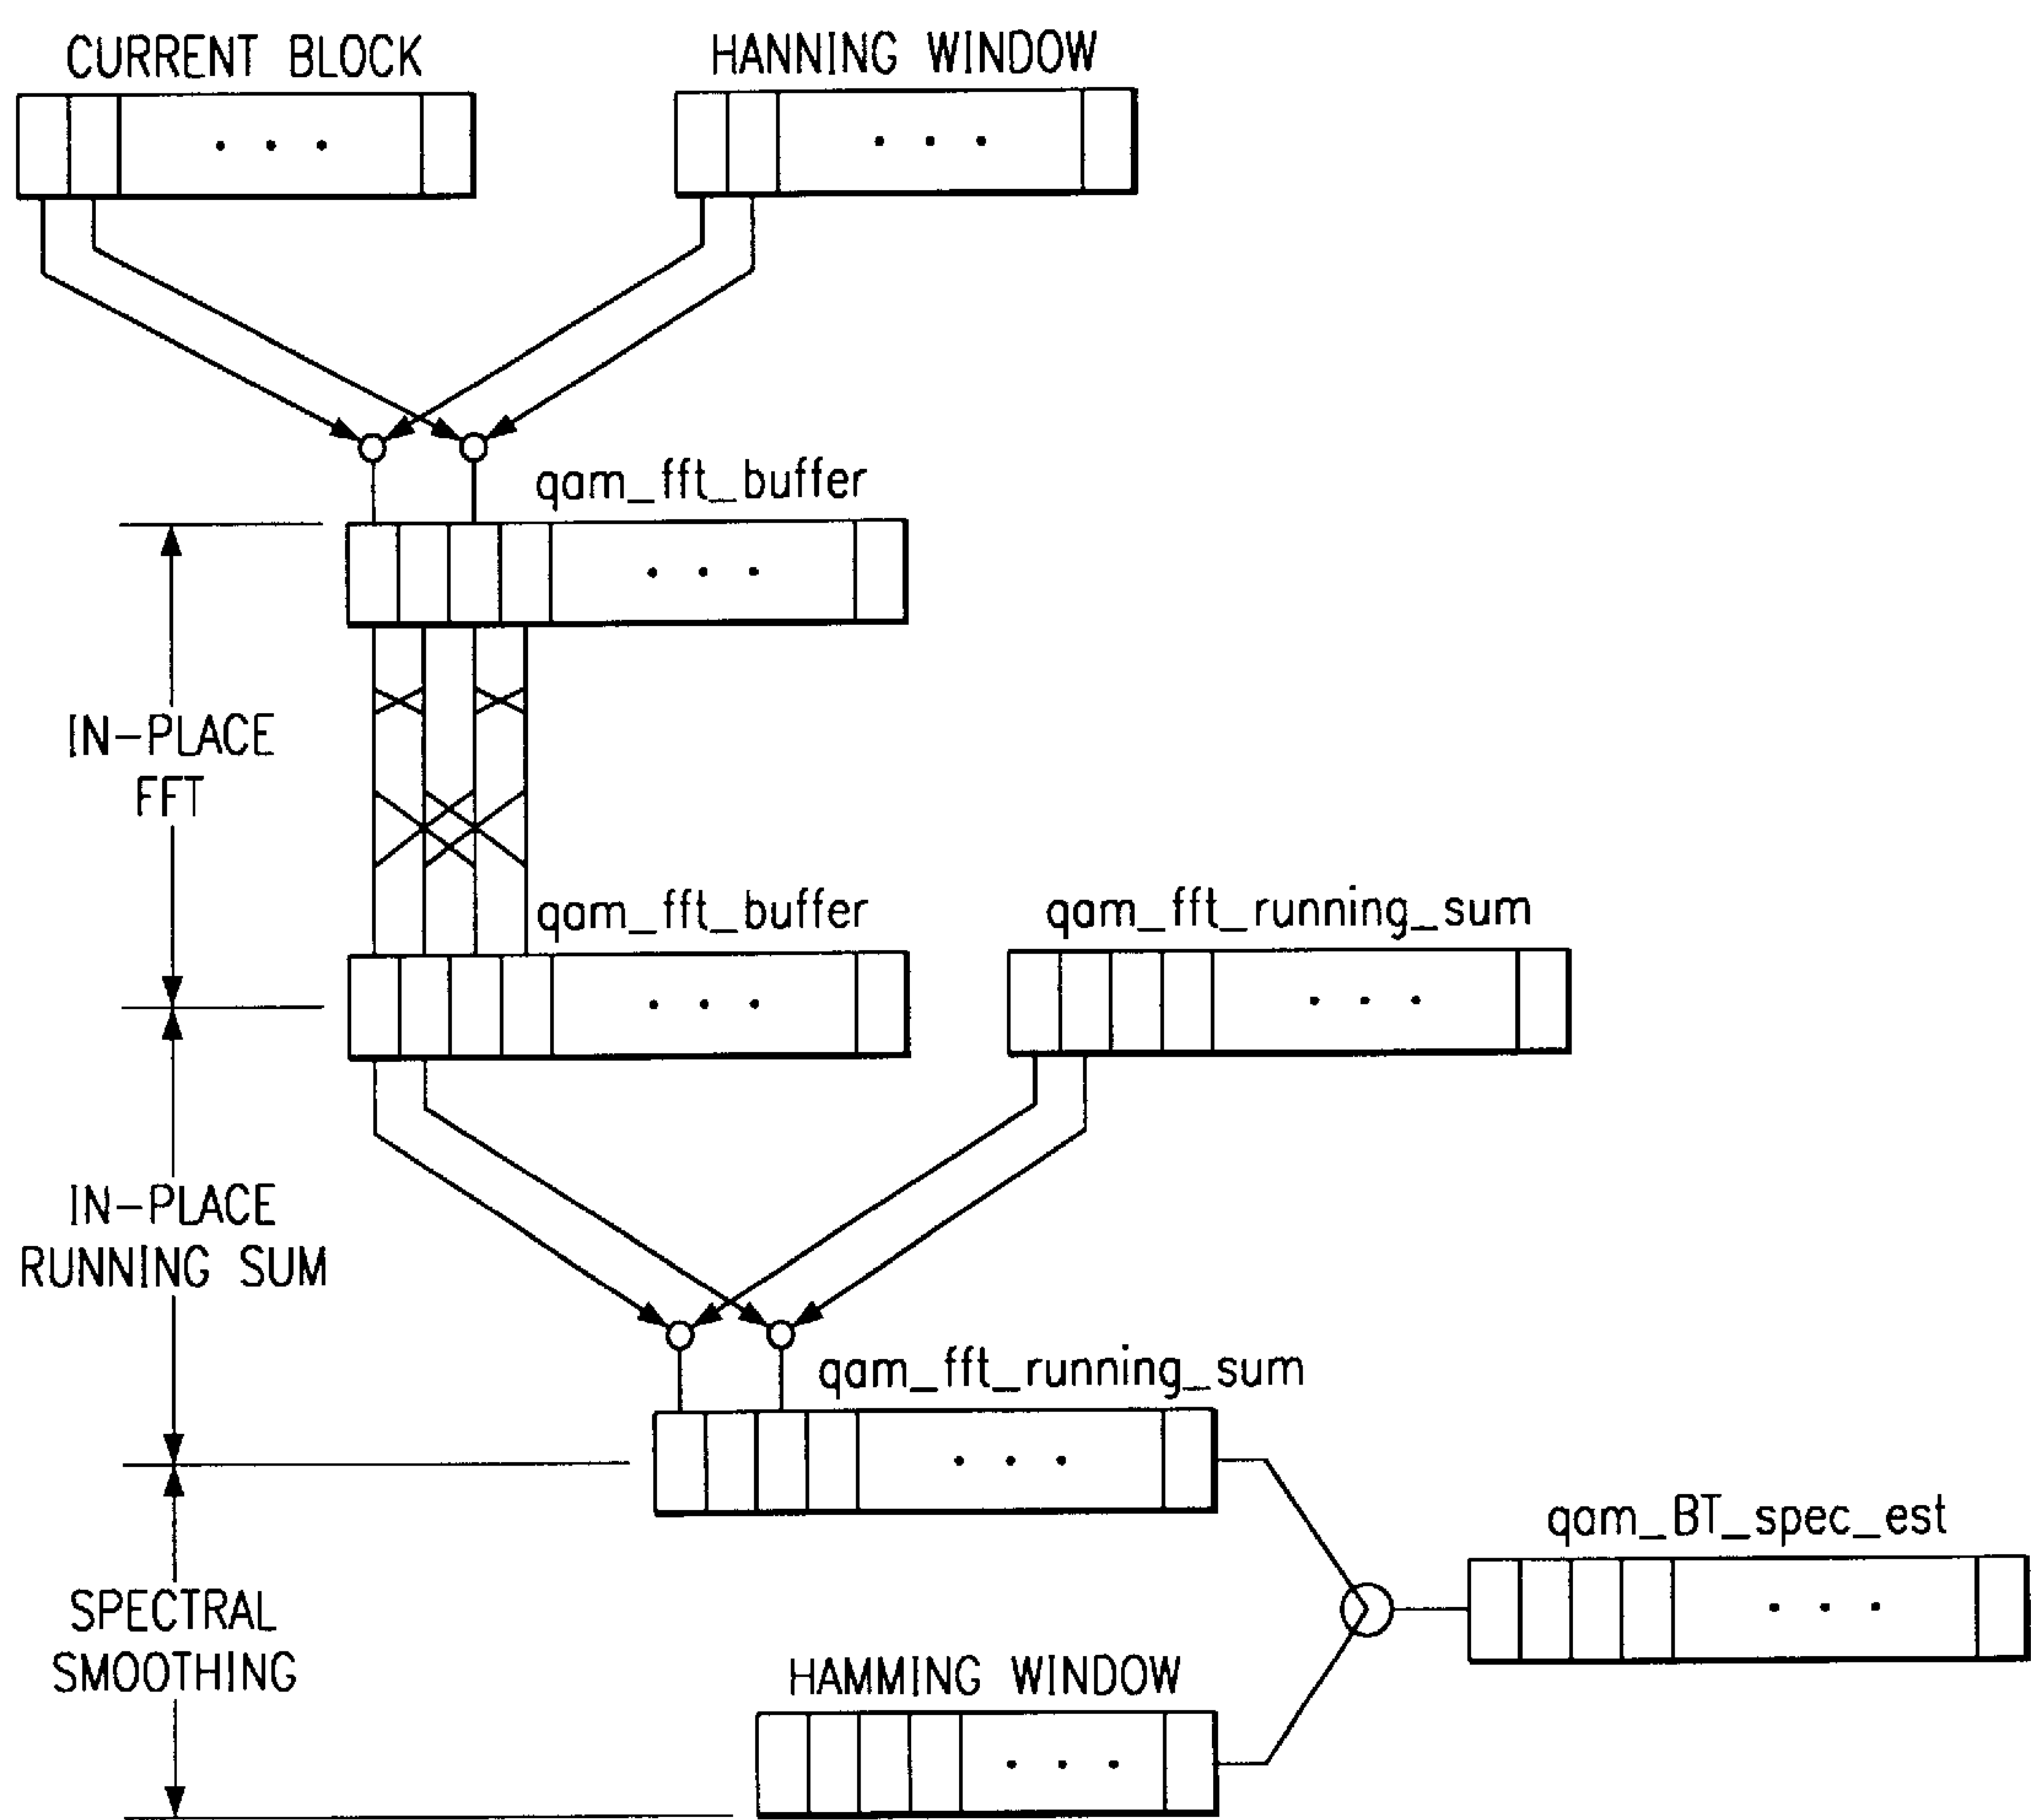 CURRENT BLOCK
HANNING WINDOW
qam_fft_buffer
IN-PLACE
FFT
qam_fft_buffer
qam_fft_running_sum
IN-PLACE
RUNNING SUM
qam_fft_running_sum
qam_BT_spec_est
SPECTRAL
SMOOTHING
HAMMING WINDOW